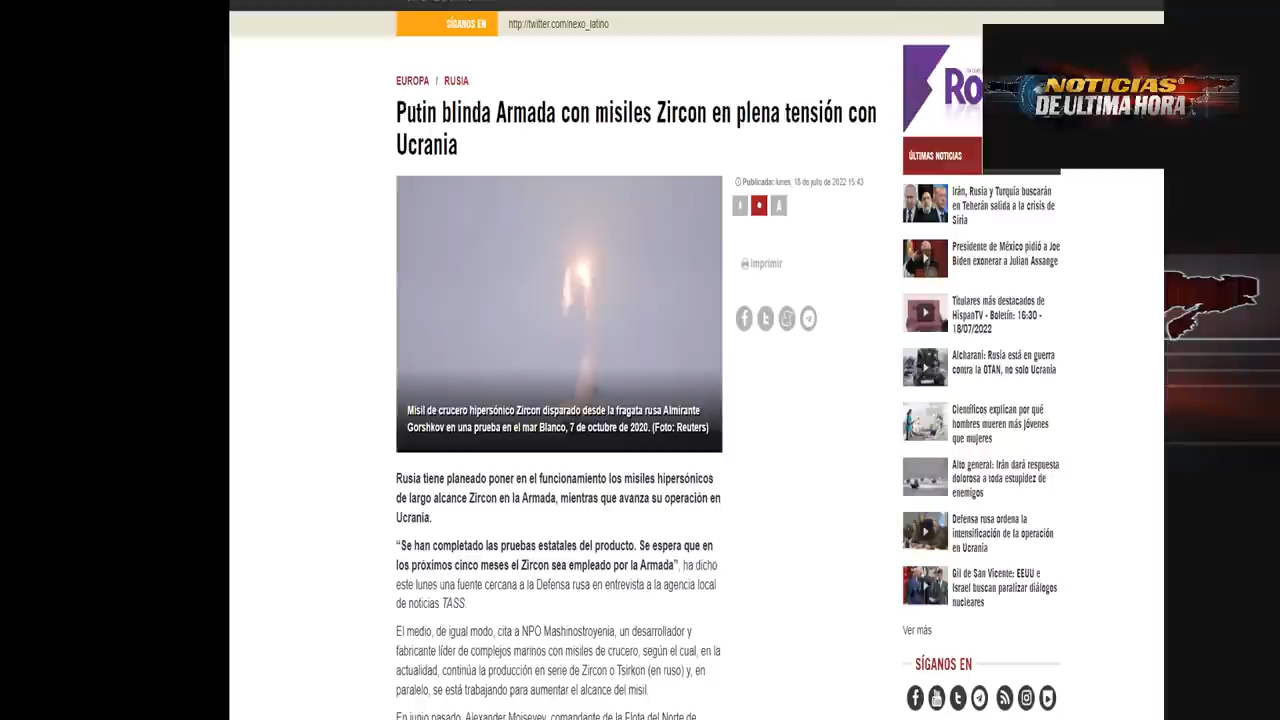 SÍGANOS EN
http://twitter.com/nexo_latino
EUROPA / RUSIA
Putin blinda Armada con misiles Zircon en plena tensión con
Ucrania
Publicada: lunes, 18 de julio de 2022 15:43
Imprimir
Misil de crucero hipersónico Zircon disparado desde la fragata rusa Almirante
Gorshkov en una prueba en el mar Blanco, 7 de octubre de 2020. (Foto: Reuters)
Rusia tiene planeado poner en el funcionamiento los misiles hipersónicos
de largo alcance Zircon en la Armada, mientras que avanza su operación en
Ucrania.
“Se han completado las pruebas estatales del producto. Se espera que en
los próximos cinco meses el Zircon sea empleado por la Armada”, ha dicho
este lunes una fuente cercana a la Defensa rusa en entrevista a la agencia local
de noticias TASS.
El medio, de igual modo, cita a NPO Mashinostroyenia, un desarrollador y
fabricante líder de complejos marinos con misiles de crucero, según el cual, en la
actualidad, continúa la producción en serie de Zircon o Tsirkon (en ruso) y, en
paralelo, se está trabajando para aumentar el alcance del misil.
En junio pasado, Alexander Moiseyev, comandante de la Flota del Norte de
Ro
NOTICIAS
DE ULTIMA HORA
ÚLTIMAS NOTICIAS
Irán, Rusia y Turquía buscarán
en Teherán salida a la crisis de
Siria
Presidente de México pidió a Joe
Biden exonerar a Julian Assange
Titulares más destacados de
HispanTV - Boletín: 16:30 -
18/07/2022
Alcharani: Rusia está en guerra
contra la OTAN, no solo Ucrania
Científicos explican por qué
hombres mueren más jóvenes
que mujeres
Alto general: Irán dará respuesta
dolorosa a toda estupidez de
enemigos
Defensa rusa ordena la
intensificación de la operación
en Ucrania
Gil de San Vicente: EEUU e
Israel buscan paralizar diálogos
nucleares
Ver más
SÍGANOS EN